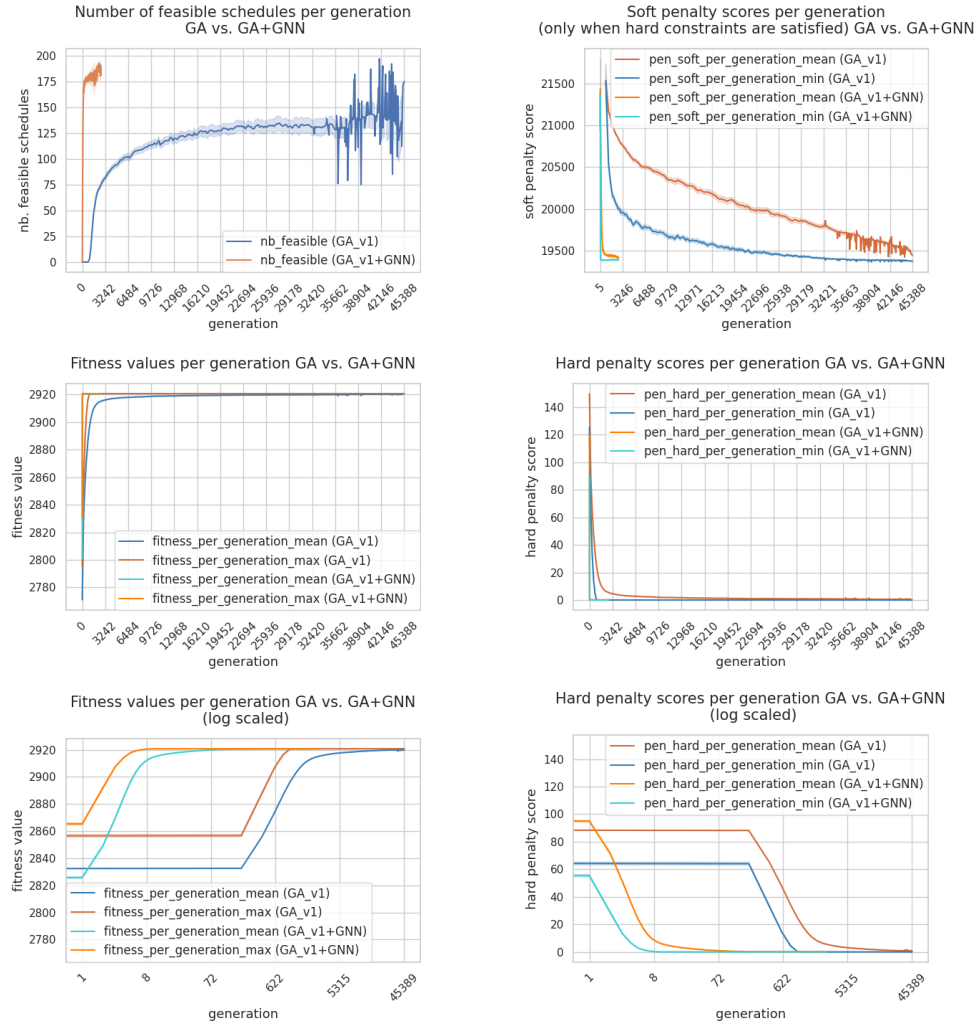 Number of feasible schedules per generation
GA vs. GA+GNN
200
175
150
125
100
75
50
25
0
nb. feasible schedules
nb_feasible (GA_v1)
nb_feasible (GA_v1+GNN)
0
3242
6484
9726
12968
16210
19452
22694
25936
29178
32420
35662
38904
42146
45388
generation
Soft penalty scores per generation
(only when hard constraints are satisfied) GA vs. GA+GNN
21500
21000
20500
20000
19500
soft penalty score
pen_soft_per_generation_mean (GA_v1)
pen_soft_per_generation_min (GA_v1)
pen_soft_per_generation_mean (GA_v1+GNN)
pen_soft_per_generation_min (GA_v1+GNN)
5
3246
6488
9729
12971
16213
19454
22696
25938
29179
32421
35663
38904
42146
45388
generation
Fitness values per generation GA vs. GA+GNN
2920
2900
2880
2860
2840
2820
2800
2780
fitness value
fitness_per_generation_mean (GA_v1)
fitness_per_generation_max (GA_v1)
fitness_per_generation_mean (GA_v1+GNN)
fitness_per_generation_max (GA_v1+GNN)
0
3242
6484
9726
12968
16210
19452
22694
25936
29178
32420
35662
38904
42146
45388
generation
Hard penalty scores per generation GA vs. GA+GNN
140
120
100
80
60
40
20
0
hard penalty score
pen_hard_per_generation_mean (GA_v1)
pen_hard_per_generation_min (GA_v1)
pen_hard_per_generation_mean (GA_v1+GNN)
pen_hard_per_generation_min (GA_v1+GNN)
0
3242
6484
9726
12968
16210
19452
22694
25936
29178
32420
35662
38904
42146
45388
generation
Fitness values per generation GA vs. GA+GNN
(log scaled)
2920
2900
2880
2860
2840
2820
2800
2780
fitness value
fitness_per_generation_mean (GA_v1)
fitness_per_generation_max (GA_v1)
fitness_per_generation_mean (GA_v1+GNN)
fitness_per_generation_max (GA_v1+GNN)
1
8
72
622
5315
45389
generation
Hard penalty scores per generation GA vs. GA+GNN
(log scaled)
140
120
100
80
60
40
20
0
hard penalty score
pen_hard_per_generation_mean (GA_v1)
pen_hard_per_generation_min (GA_v1)
pen_hard_per_generation_mean (GA_v1+GNN)
pen_hard_per_generation_min (GA_v1+GNN)
1
8
72
622
5315
45389
generation